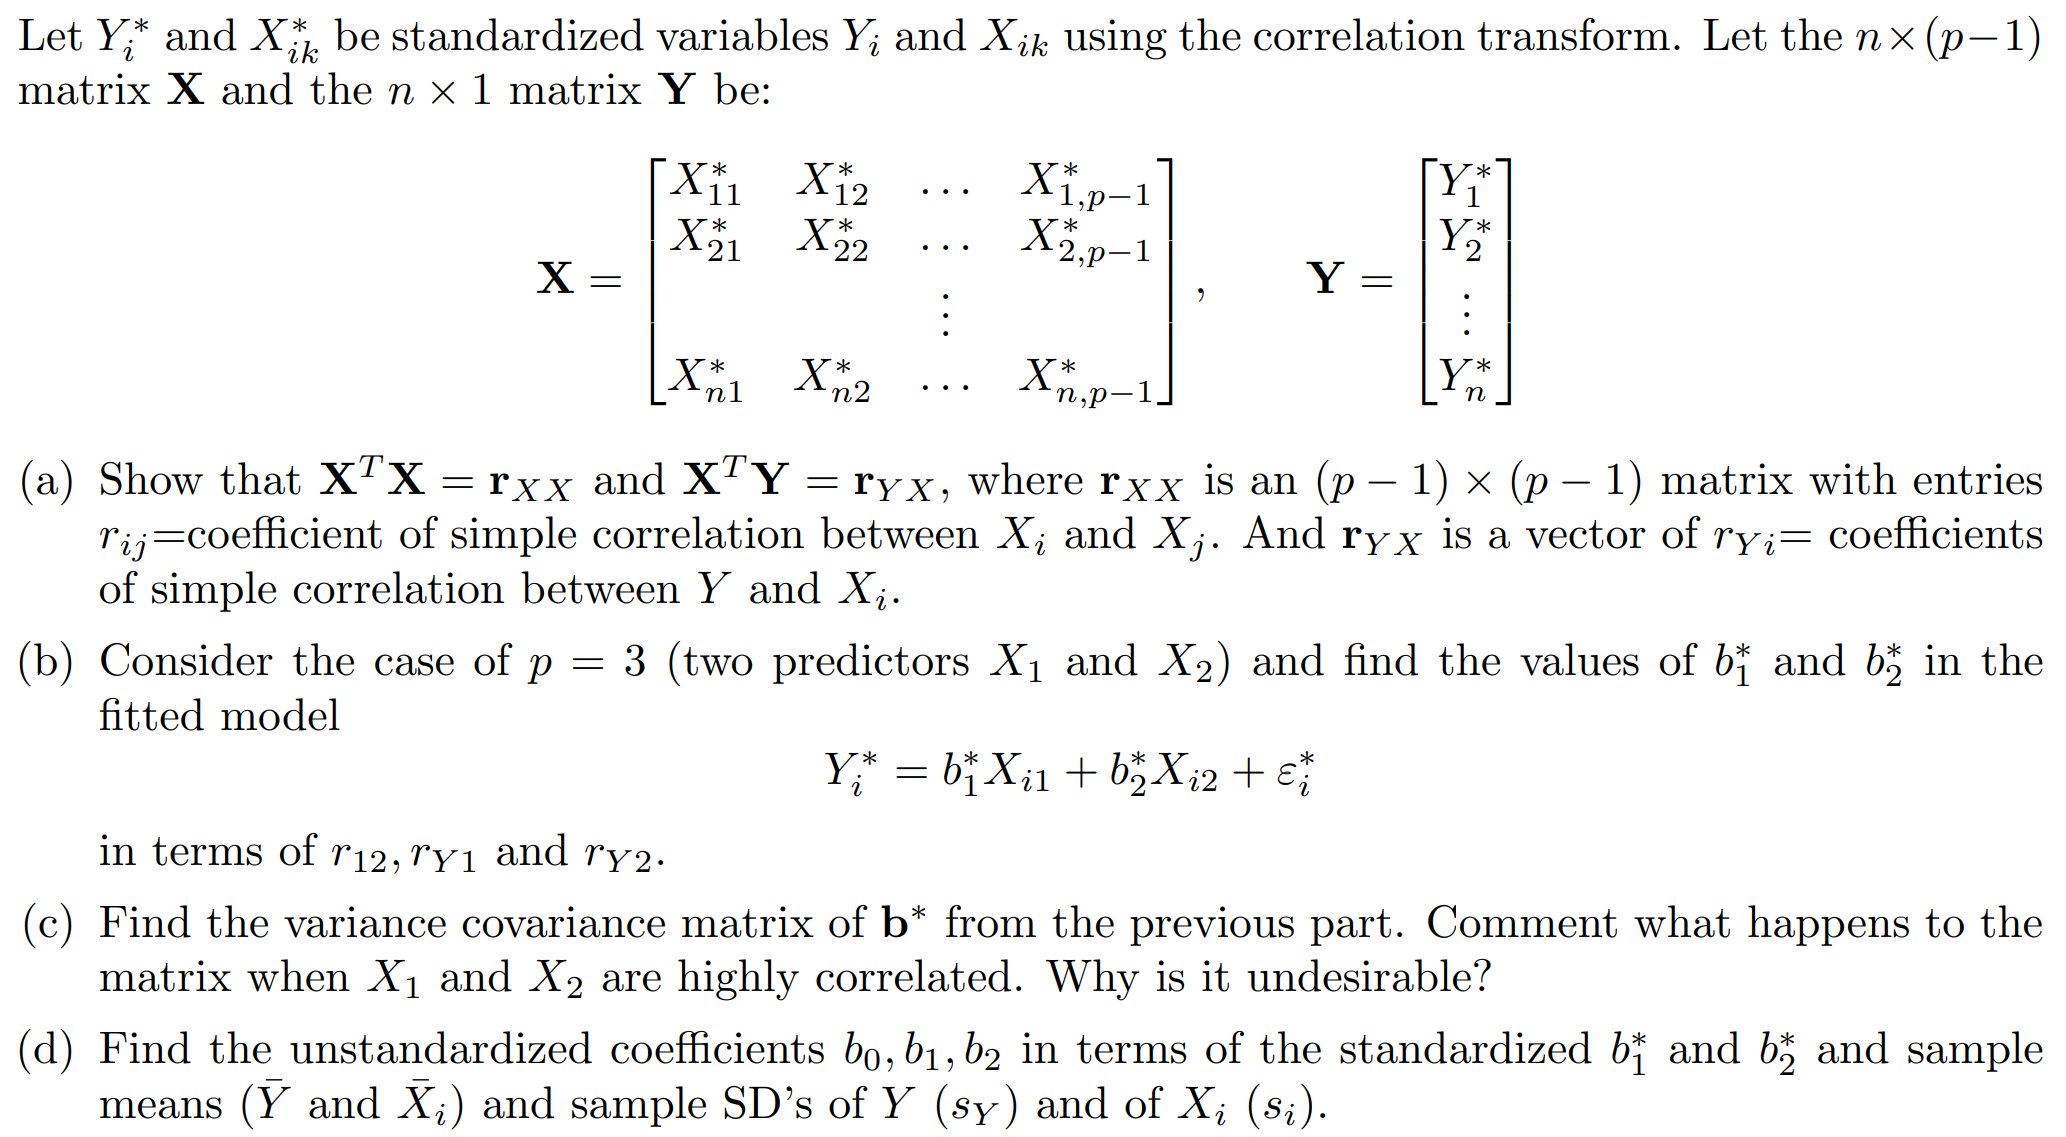 Let $Y_i^*$ and $X_{ik}^*$ be standardized variables $Y_i$ and $X_{ik}$ using the correlation transform. Let the $n \times (p-1)$
matrix $\mathbf{X}$ and the $n \times 1$ matrix $\mathbf{Y}$ be:
$$\mathbf{X} = \begin{bmatrix} X_{11}^* & X_{12}^* & \ldots & X_{1,p-1}^* \\ X_{21}^* & X_{22}^* & \ldots & X_{2,p-1}^* \\ & & \vdots & \\ X_{n1}^* & X_{n2}^* & \ldots & X_{n,p-1}^* \end{bmatrix}, \quad \mathbf{Y} = \begin{bmatrix} Y_1^* \\ Y_2^* \\ \vdots \\ Y_n^* \end{bmatrix}$$
(a) Show that $\mathbf{X}^T\mathbf{X} = \mathbf{r}_{XX}$ and $\mathbf{X}^T\mathbf{Y} = \mathbf{r}_{YX}$, where $\mathbf{r}_{XX}$ is an $(p-1) \times (p-1)$ matrix with entries
$r_{ij}$=coefficient of simple correlation between $X_i$ and $X_j$. And $\mathbf{r}_{YX}$ is a vector of $r_{Yi}$= coefficients
of simple correlation between $Y$ and $X_i$.
(b) Consider the case of $p = 3$ (two predictors $X_1$ and $X_2$) and find the values of $b_1^*$ and $b_2^*$ in the
fitted model
$$Y_i^* = b_1^* X_{i1} + b_2^* X_{i2} + \varepsilon_i^*$$
in terms of $r_{12}, r_{Y1}$ and $r_{Y2}$.
(c) Find the variance covariance matrix of $\mathbf{b}^*$ from the previous part. Comment what happens to the
matrix when $X_1$ and $X_2$ are highly correlated. Why is it undesirable?
(d) Find the unstandardized coefficients $b_0, b_1, b_2$ in terms of the standardized $b_1^*$ and $b_2^*$ and sample
means ($\bar{Y}$ and $\bar{X}_i$) and sample SD's of $Y$ ($s_Y$) and of $X_i$ ($s_i$).